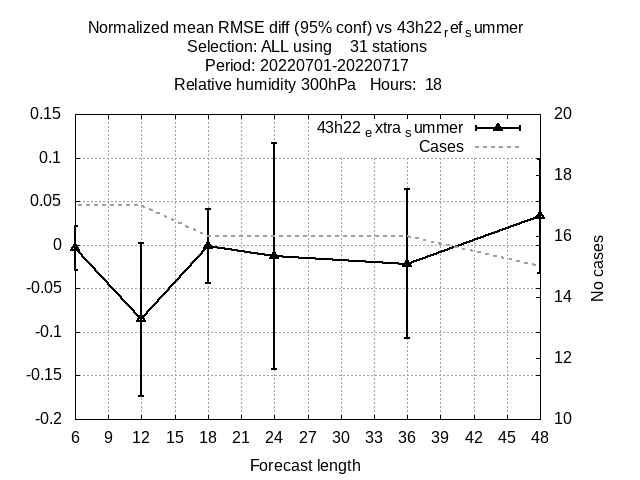 Normalized mean RMSE diff (95% conf) vs 43h22refsummer
Selection: ALL using 31 stations
Period: 20220701-20220717
Relative humidity 300hPa Hours: 18
43h22extrasummer
Cases
0.15
0.1
0.05
0
-0.05
-0.1
-0.15
-0.2
20
18
16
14
12
10
No cases
6 9 12 15 18 21 24 27 30 33 36 39 42 45 48
Forecast length